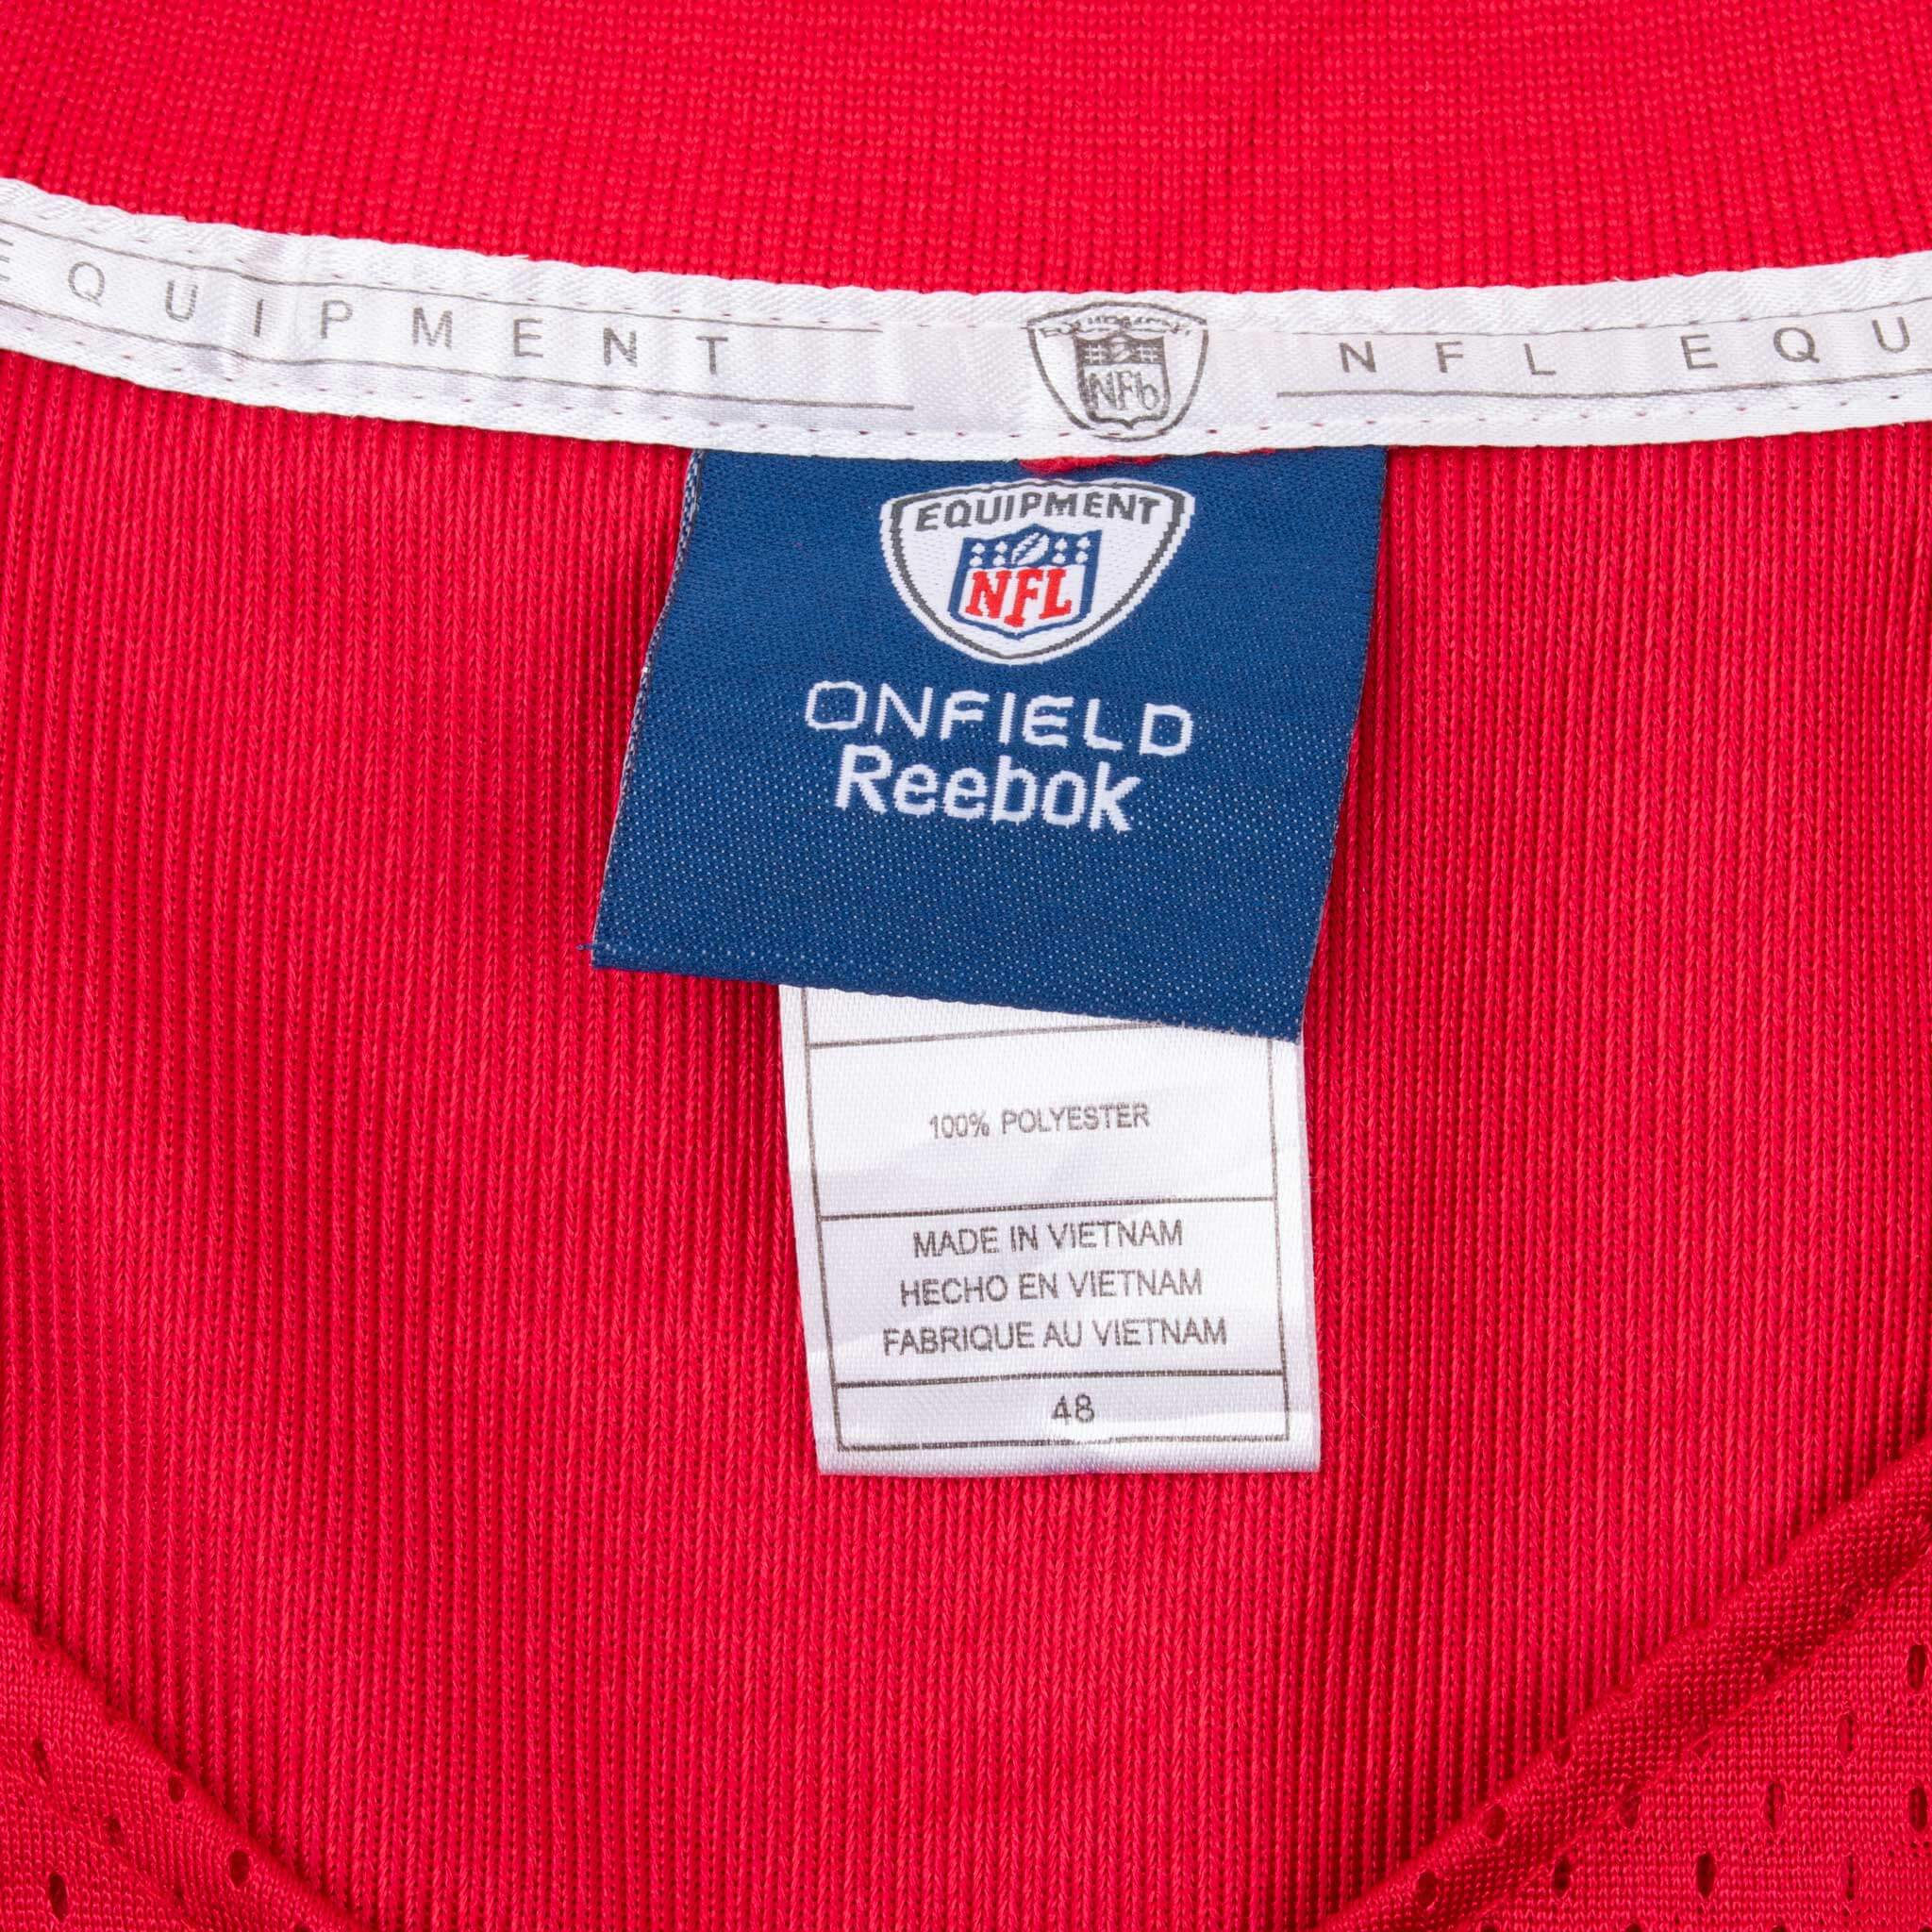 EQUIPMENT
NFL EQU
EQUIPMENT
NFL
ONFIELD
Reebok
100% POLYESTER
MADE IN VIETNAM
HECHO EN VIETNAM
FABRIQUE AU VIETNAM
48